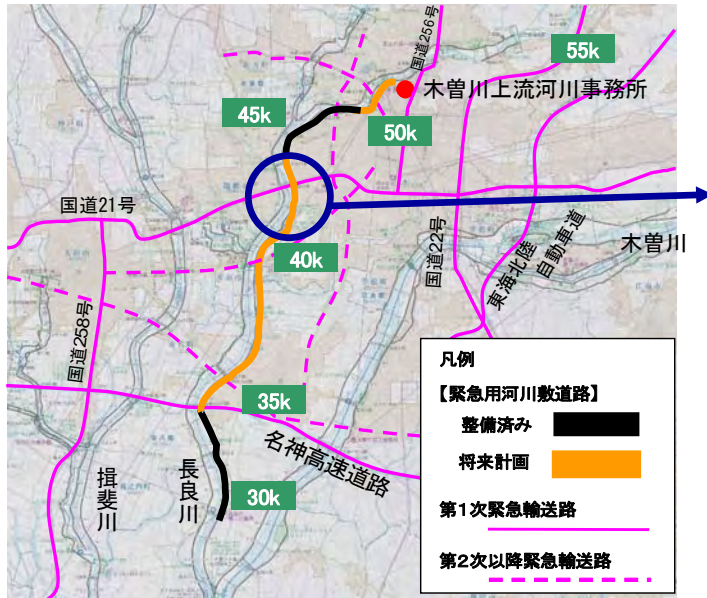 国道256号
55k
木曽川上流河川事務所
45k
50k
国道21号
40k
国道22号
東海北陸
自動車道
木曽川
国道258号
35k
名神高速道路
30k
揖斐川
長良川
凡例
【緊急用河川敷道路】
整備済み
将来計画
第1次緊急輸送路
第2次以降緊急輸送路